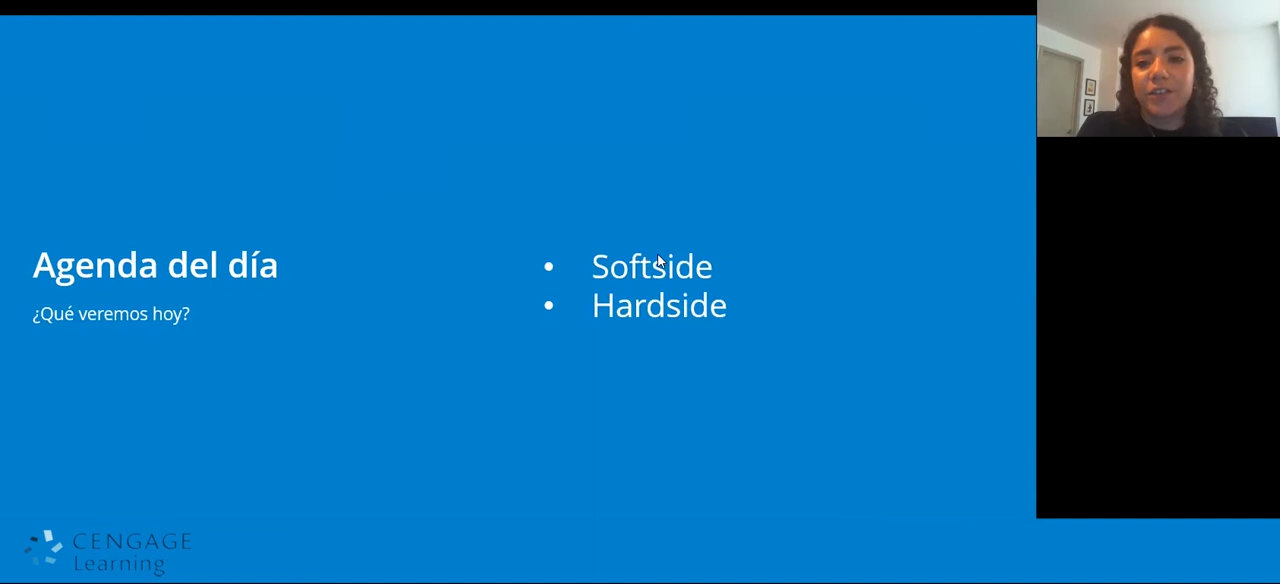 Agenda del día
¿Qué veremos hoy?
• Softside
• Hardside
CENGAGE
Learning